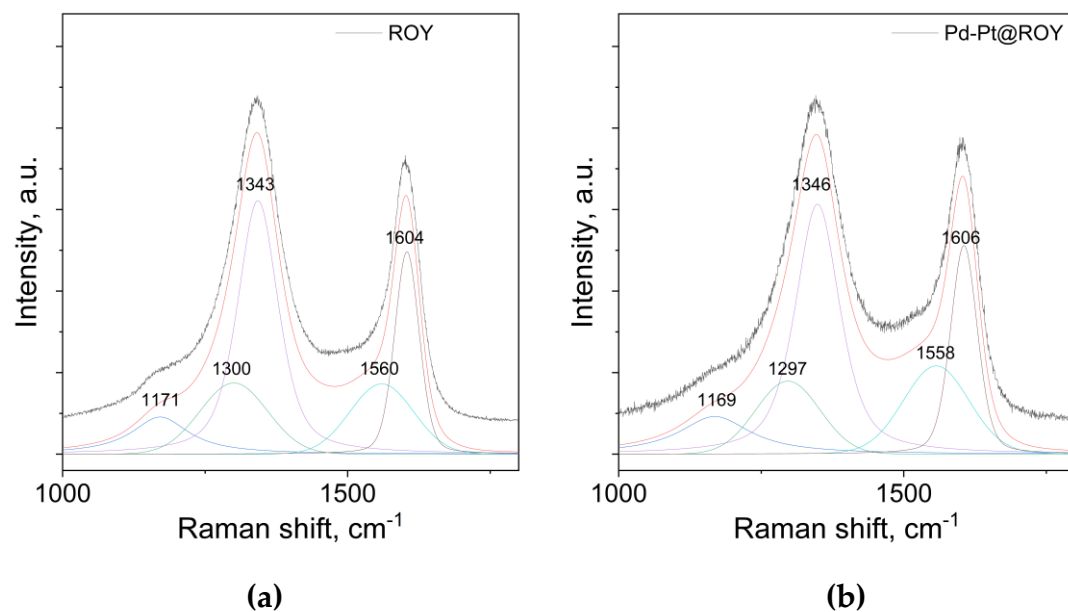 ROY
Intensity, a.u.
1343
1604
1300
1560
1171
1000
1500
Raman shift, cm⁻¹
(a)
Pd-Pt@ROY
Intensity, a.u.
1346
1606
1558
1297
1169
1000
1500
Raman shift, cm⁻¹
(b)